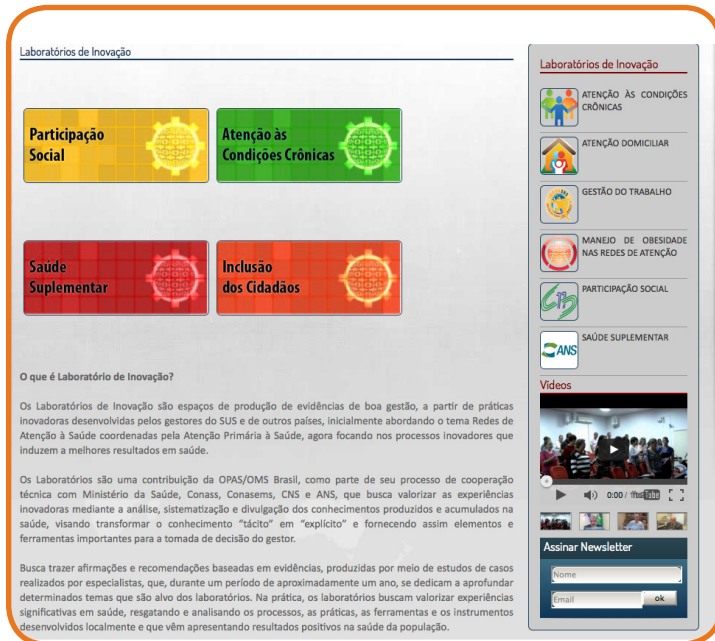 Laboratórios de Inovação
Participação
Social
Atenção às
Condições Crônicas
Saúde
Suplementar
Inclusão
dos Cidadãos
O que é Laboratório de Inovação?
Os Laboratórios de Inovação são espaços de produção de evidências de boa gestão, a partir de práticas
inovadoras desenvolvidas pelos gestores do SUS e de outros países, inicialmente abordando o tema Redes de
Atenção à Saúde coordenadas pela Atenção Primária à Saúde, agora focando nos processos inovadores que
induzem a melhores resultados em saúde.
Os Laboratórios são uma contribuição da OPAS/OMS Brasil, como parte de seu processo de cooperação
técnica com Ministério da Saúde, Conass, Conasems, CNS e ANS, que busca valorizar as experiências
inovadoras mediante a análise, sistematização e divulgação dos conhecimentos produzidos e acumulados na
saúde, visando transformar o conhecimento “tácito” em “explícito” e fornecendo assim elementos e
ferramentas importantes para a tomada de decisão do gestor.
Busca trazer afirmações e recomendações baseadas em evidências, produzidas por meio de estudos de casos
realizados por especialistas, que, durante um período de aproximadamente um ano, se dedicam a aprofundar
determinados temas que são alvo dos laboratórios. Na prática, os laboratórios buscam valorizar experiências
significativas em saúde, resgatando e analisando os processos, as práticas, as ferramentas e os instrumentos
desenvolvidos localmente e que vêm apresentando resultados positivos na saúde da população.
Laboratórios de Inovação
ATENÇÃO ÀS CONDIÇÕES
CRÔNICAS
ATENÇÃO DOMICILIAR
GESTÃO DO TRABALHO
MANEJO DE OBESIDADE
NAS REDES DE ATENÇÃO
PARTICIPAÇÃO SOCIAL
ANS
SAÚDE SUPLEMENTAR
Vídeos
0:00 / YouTube
Assinar Newsletter
Nome
Email
ok